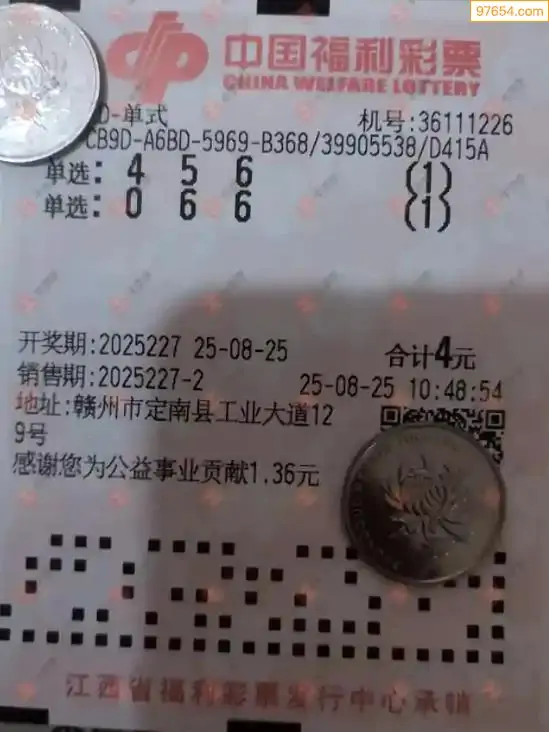 97654.com
中国福利彩票
CHINA WELFARE LOTTERY
D-单式 机号:36111226
CB9D-A6BD-5969-B368/39905538/D415A
单选: 4 5 6 (1)
单选: 0 6 6 (1)
开奖期:2025227 25-08-25 合计4元
销售期:2025227-2 25-08-25 10:48:54
地址:赣州市定南县工业大道12
9号
感谢您为公益事业贡献1.36元
江西省福利彩票发行中心承销